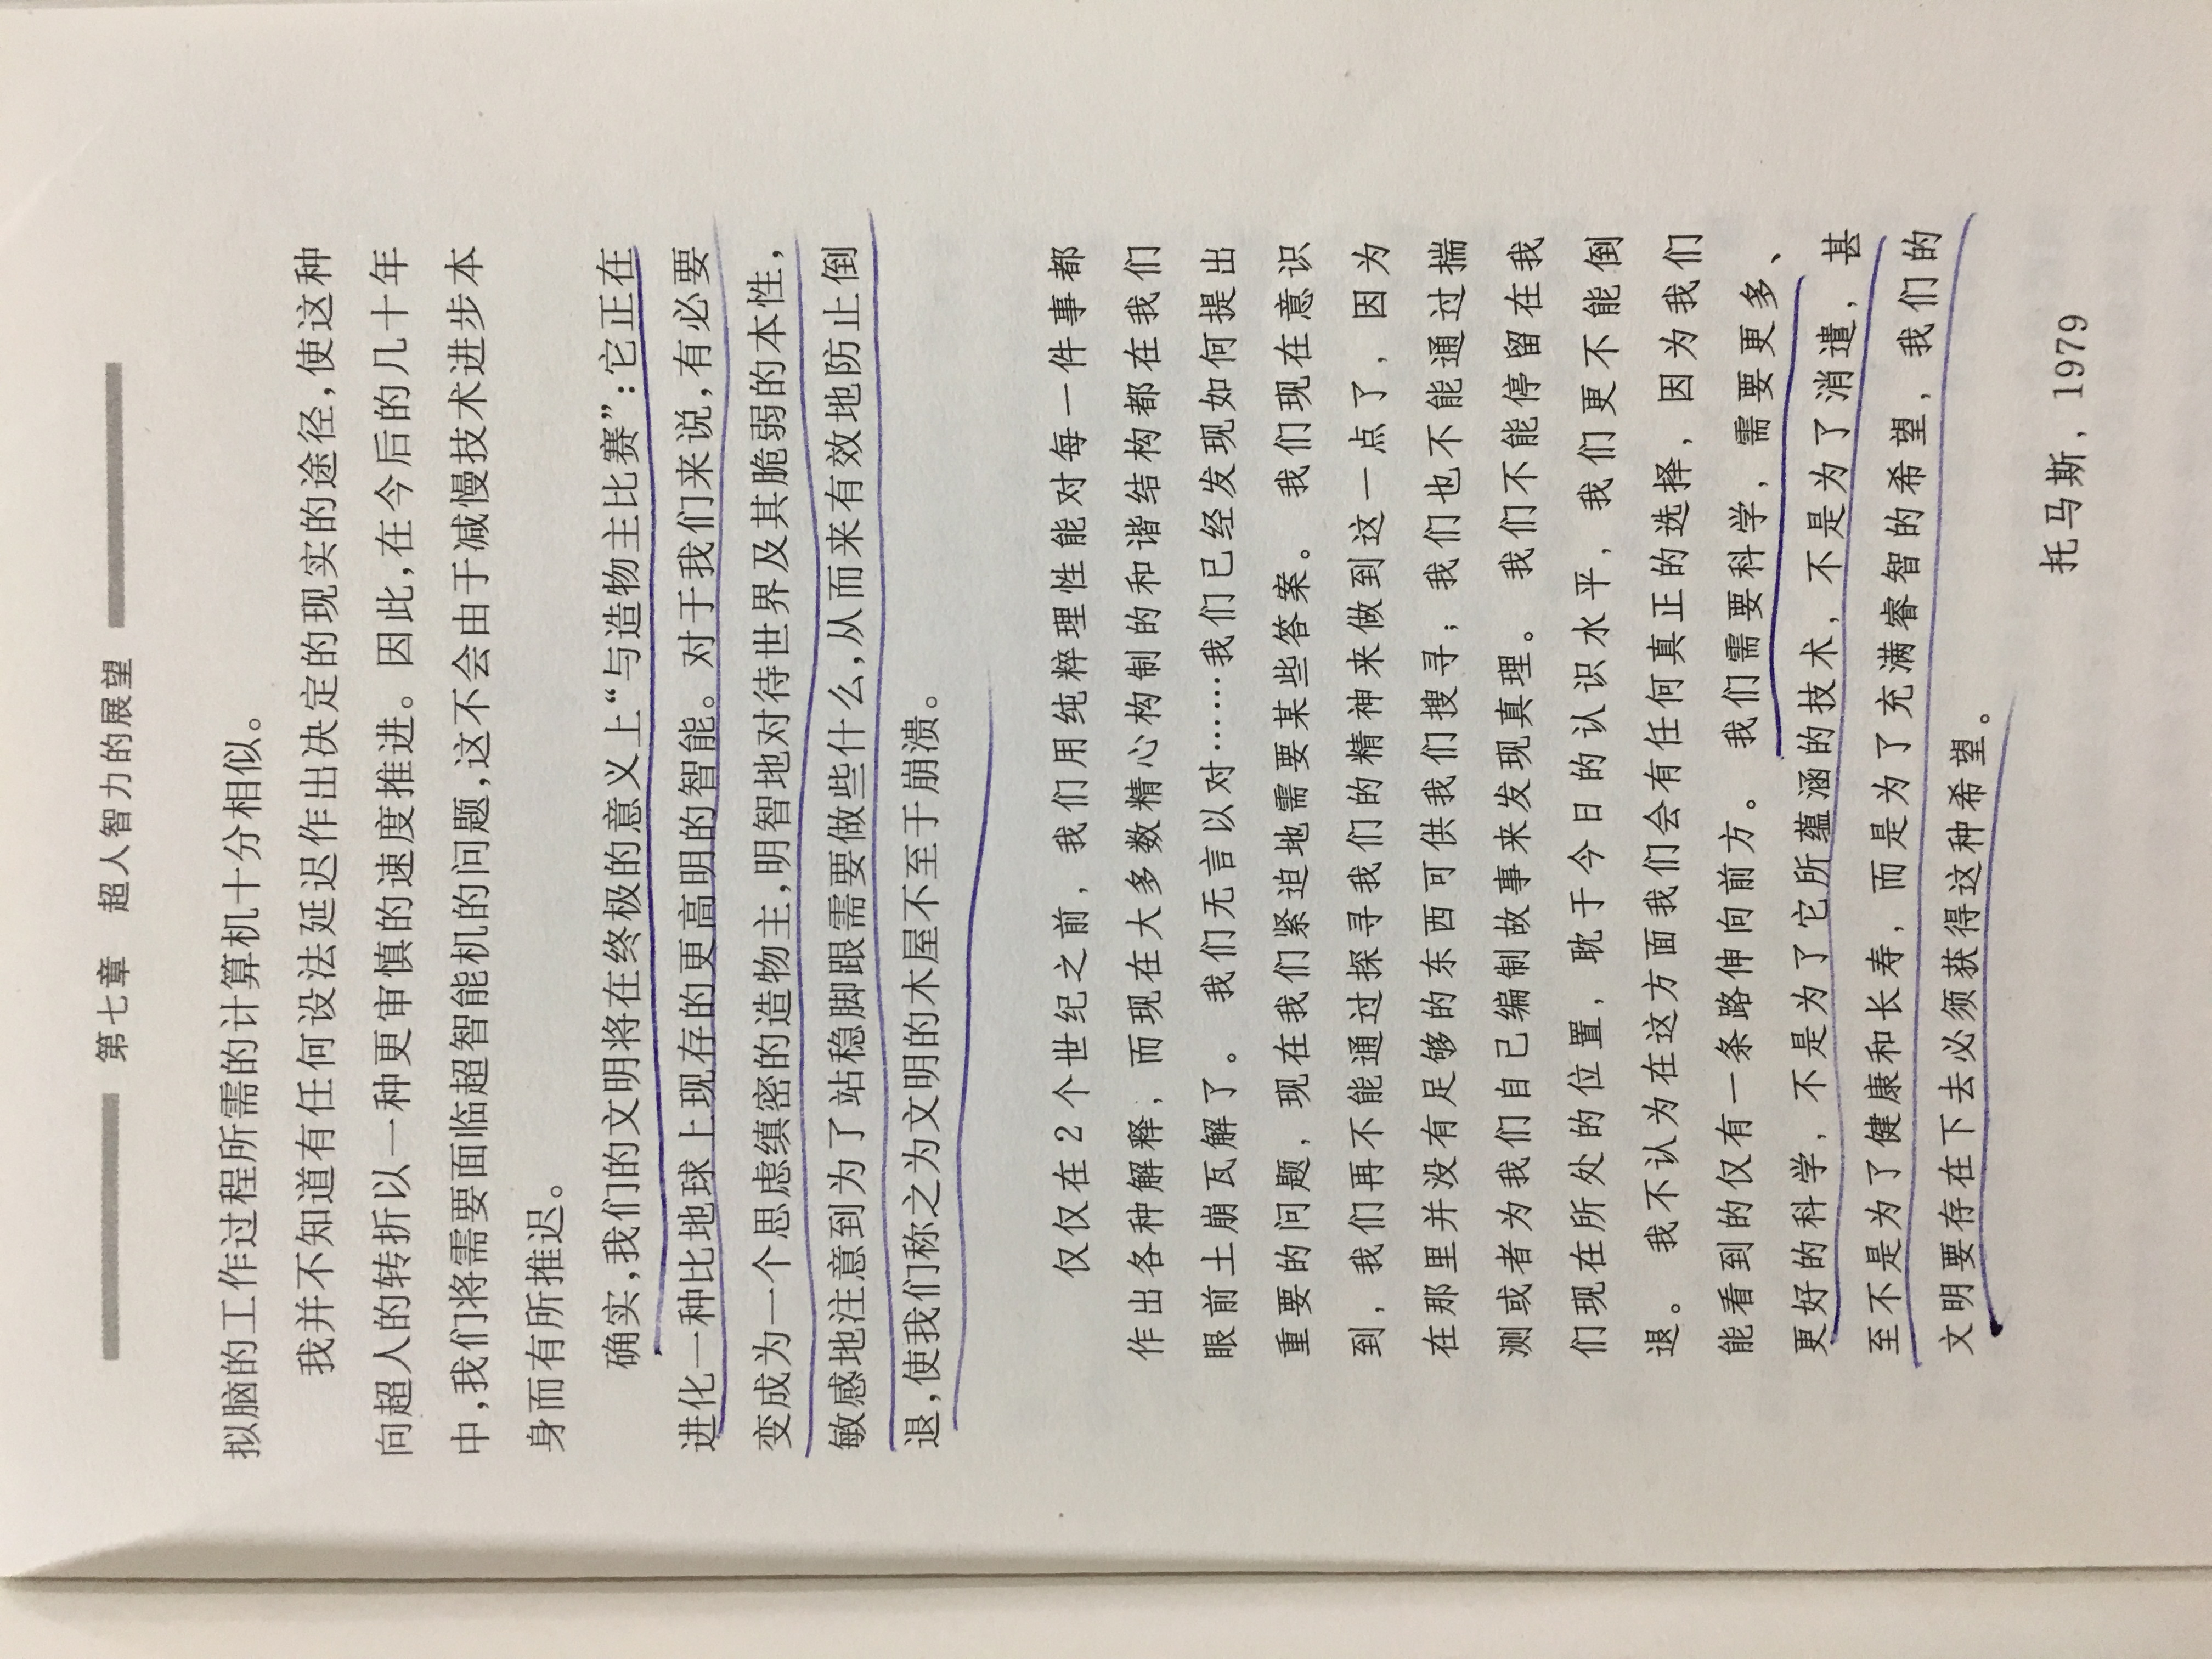 第七章 超人智力的展望
拟脑的工作过程所需的计算机十分相似。
我并不知道有任何设法延迟作出决定的现实的途径,使这种
向超人的转折以一种更审慎的速度推进。因此,在今后的几十年
中,我们将需要面临超智能机的问题,这不会由于减慢技术进步本
身而有所推迟。
确实,我们的文明将在终极的意义上“与造物主比赛”:它正在
进化一种比地球上现存的更高明的智能。对于我们来说,有必要
变成为一个思虑缜密的造物主,明智地对待世界及其脆弱的本性,
敏感地注意到为了站稳脚跟需要做些什么,从而来有效地防止倒
退,使我们称之为文明的木屋不至于崩溃。
仅仅在2个世纪之前，我们用纯粹理性能对每一件事都
作出各种解释；而现在大多数精心构制的和谐结构都在我们
眼前土崩瓦解了。 我们无言以对……我们已经发现如何提出
重要的问题，现在我们紧迫地需要某些答案。 我们现在意识
到，我们再不能通过探寻我们的精神来做到这一点了，因为
在那里并没有足够的东西可供我们搜寻；我们也不能通过揣
测或者为我们自己编制故事来发现真理。 我们不能停留在我
们现在所处的位置，耽于今日的认识水平，我们更不能倒
退。 我不认为在这方面我们会有任何真正的选择，因为我们
能看到的仅有一条路伸向前方。 我们需要科学，需要更多、
更好的科学，不是为了它所蕴涵的技术，不是为了消遣，甚
至不是为了健康和长寿，而是为了充满睿智的希望，我们的
文明要存在下去必须获得这种希望。
托马斯，1979